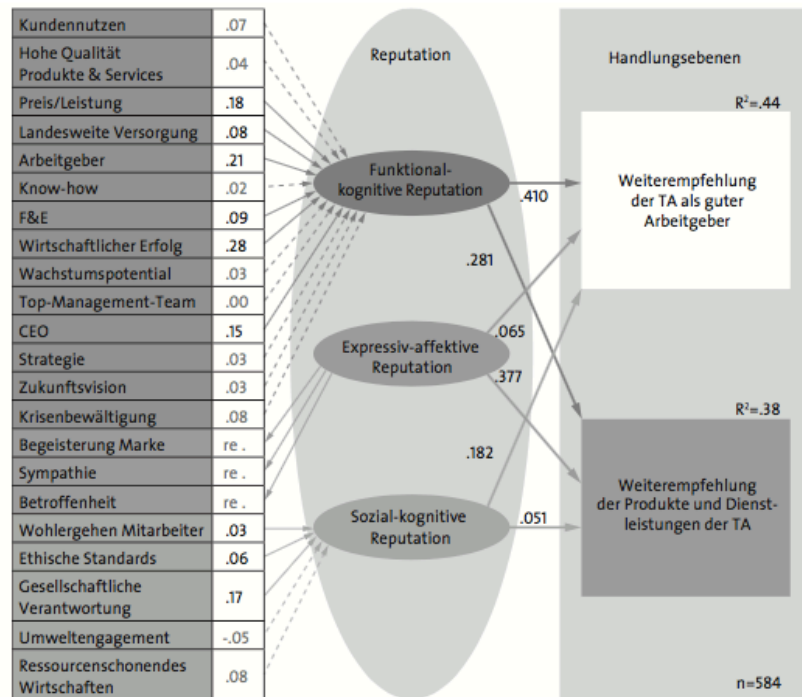 Kundennutzen .07
Hohe Qualität
Produkte & Services .04
Preis/Leistung .18
Landesweite Versorgung .08
Arbeitgeber .21
Know-how .02
F&E .09
Wirtschaftlicher Erfolg .28
Wachstumspotential .03
Top-Management-Team .00
CEO .15
Strategie .03
Zukunftsvision .03
Krisenbewältigung .08
Begeisterung Marke re .
Sympathie re .
Betroffenheit re .
Wohlergehen Mitarbeiter .03
Ethische Standards .06
Gesellschaftliche
Verantwortung .17
Umweltengagement -.05
Ressourcenschonendes
Wirtschaften .08
Reputation
Funktional-
kognitive Reputation
Expressiv-affektive
Reputation
Sozial-kognitive
Reputation
.410
.281
.065
.377
.182
.051
Handlungsebenen
R²=.44
Weiterempfehlung
der TA als guter
Arbeitgeber
R²=.38
Weiterempfehlung
der Produkte und Dienst-
leistungen der TA
n=584